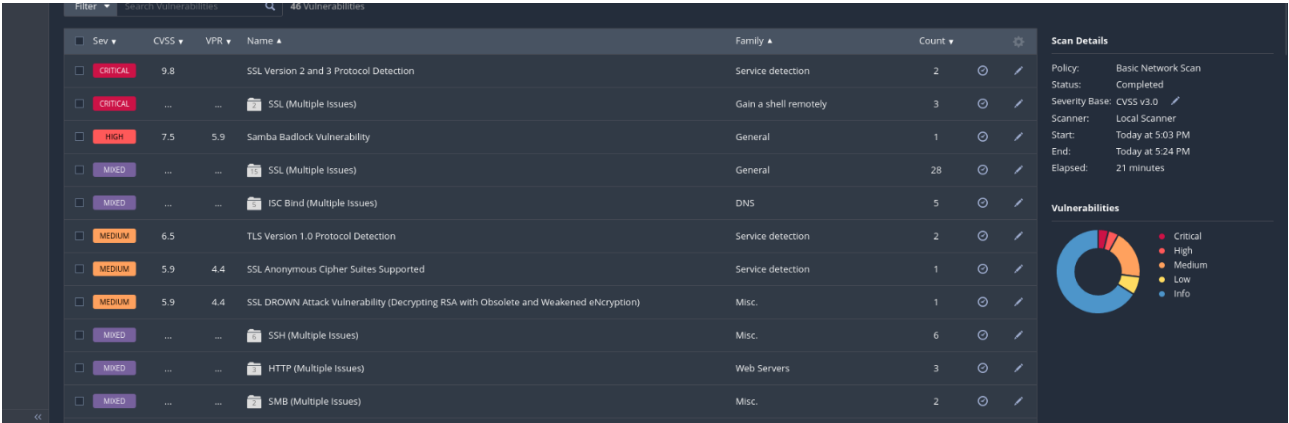 Filter Search Vulnerabilities 46 Vulnerabilities
Sev CVSS VPR Name Family Count
CRITICAL 9.8 SSL Version 2 and 3 Protocol Detection Service detection 2
CRITICAL ... ... 2 SSL (Multiple Issues) Gain a shell remotely 3
HIGH 7.5 5.9 Samba Badlock Vulnerability General 1
MIXED ... ... 15 SSL (Multiple Issues) General 28
MIXED ... ... 5 ISC Bind (Multiple Issues) DNS 5
MEDIUM 6.5 TLS Version 1.0 Protocol Detection Service detection 2
MEDIUM 5.9 4.4 SSL Anonymous Cipher Suites Supported Service detection 1
MEDIUM 5.9 4.4 SSL DROWN Attack Vulnerability (Decrypting RSA with Obsolete and Weakened eNcryption) Misc. 1
MIXED ... ... 6 SSH (Multiple Issues) Misc. 6
MIXED ... ... 3 HTTP (Multiple Issues) Web Servers 3
MIXED ... ... 2 SMB (Multiple Issues) Misc. 2
Scan Details
Policy: Basic Network Scan
Status: Completed
Severity Base: CVSS v3.0
Scanner: Local Scanner
Start: Today at 5:03 PM
End: Today at 5:24 PM
Elapsed: 21 minutes
Vulnerabilities
Critical
High
Medium
Low
Info